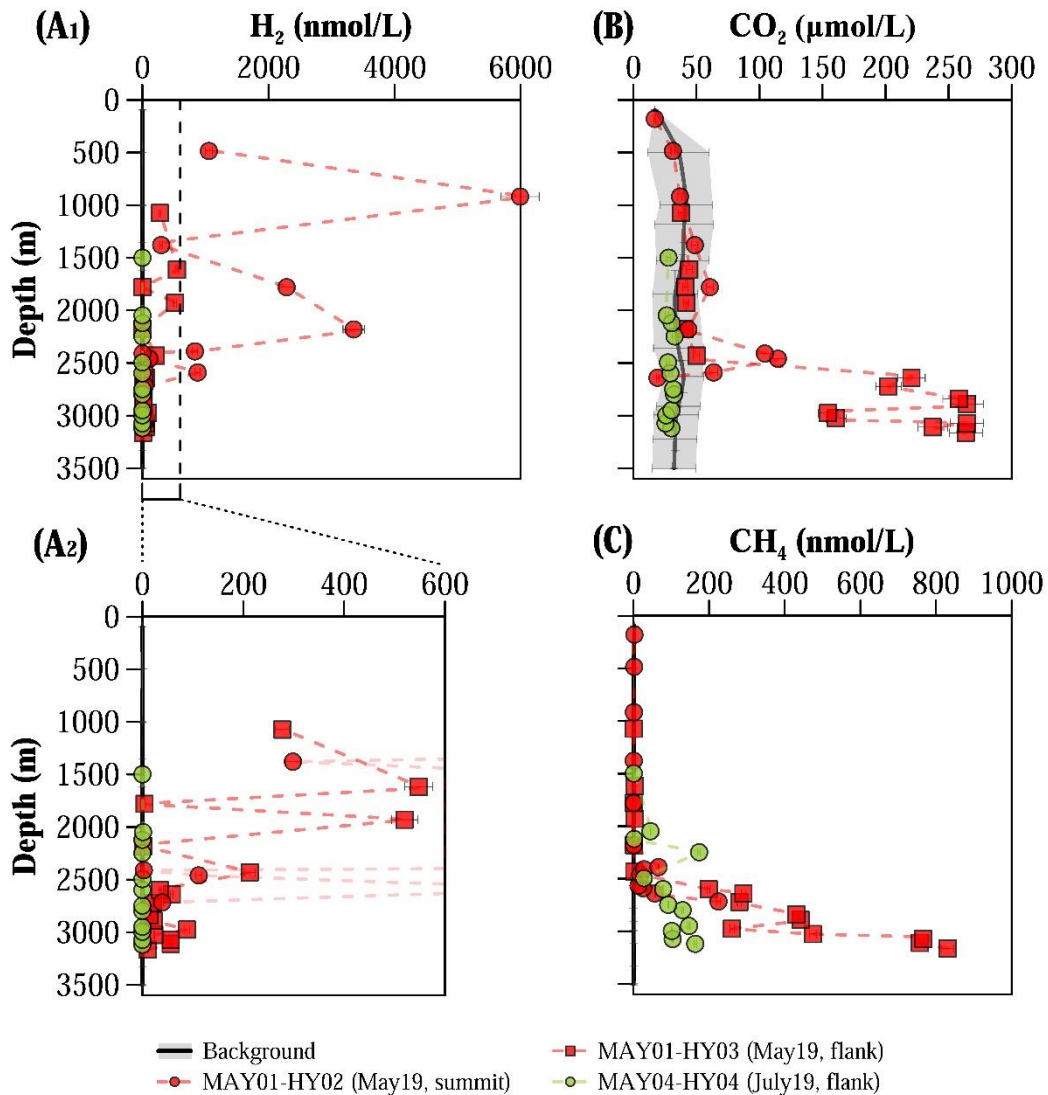 (A1) H2 (nmol/L)
0 2000 4000 6000
0
500
1000
1500
2000
2500
3000
3500
Depth (m)
(B) CO2 (µmol/L)
0 50 100 150 200 250 300
(A2)
0 200 400 600
0
500
1000
1500
2000
2500
3000
3500
Depth (m)
(C) CH4 (nmol/L)
0 200 400 600 800 1000
Background
MAY01-HY02 (May19, summit)
MAY01-HY03 (May19, flank)
MAY04-HY04 (July19, flank)